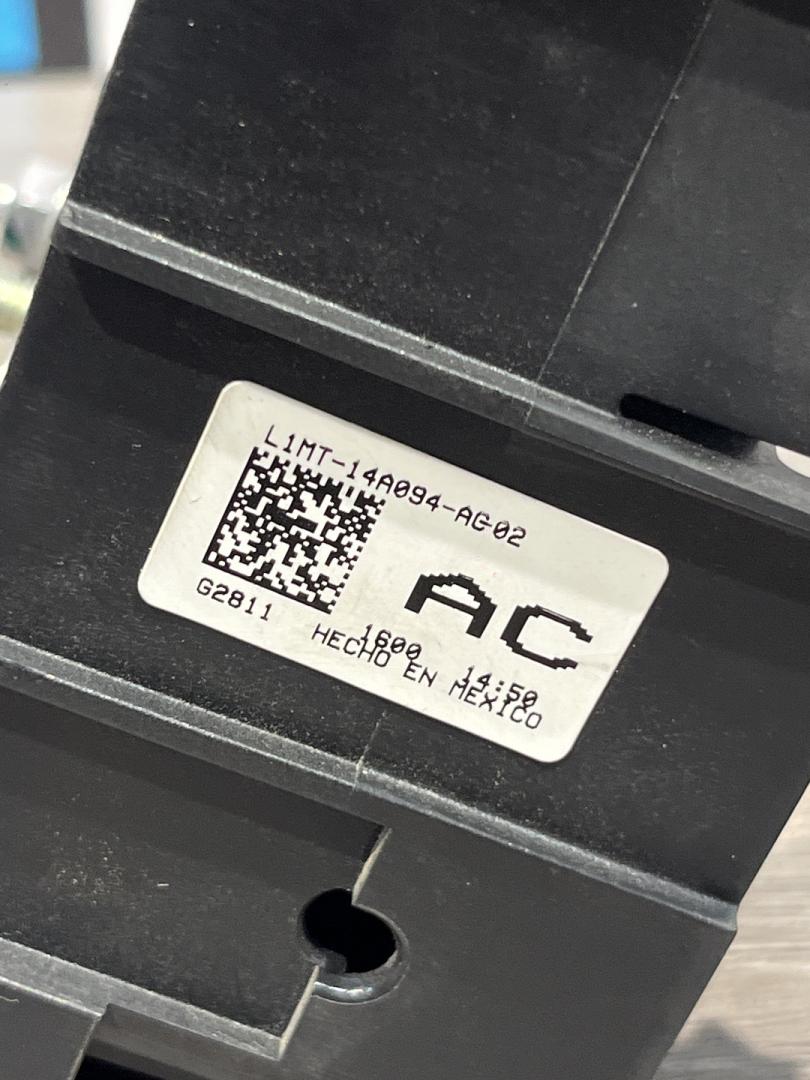 L1MT-14A094-AG-02
AC
G2811
1600 14:50
HECHO EN MEXICO